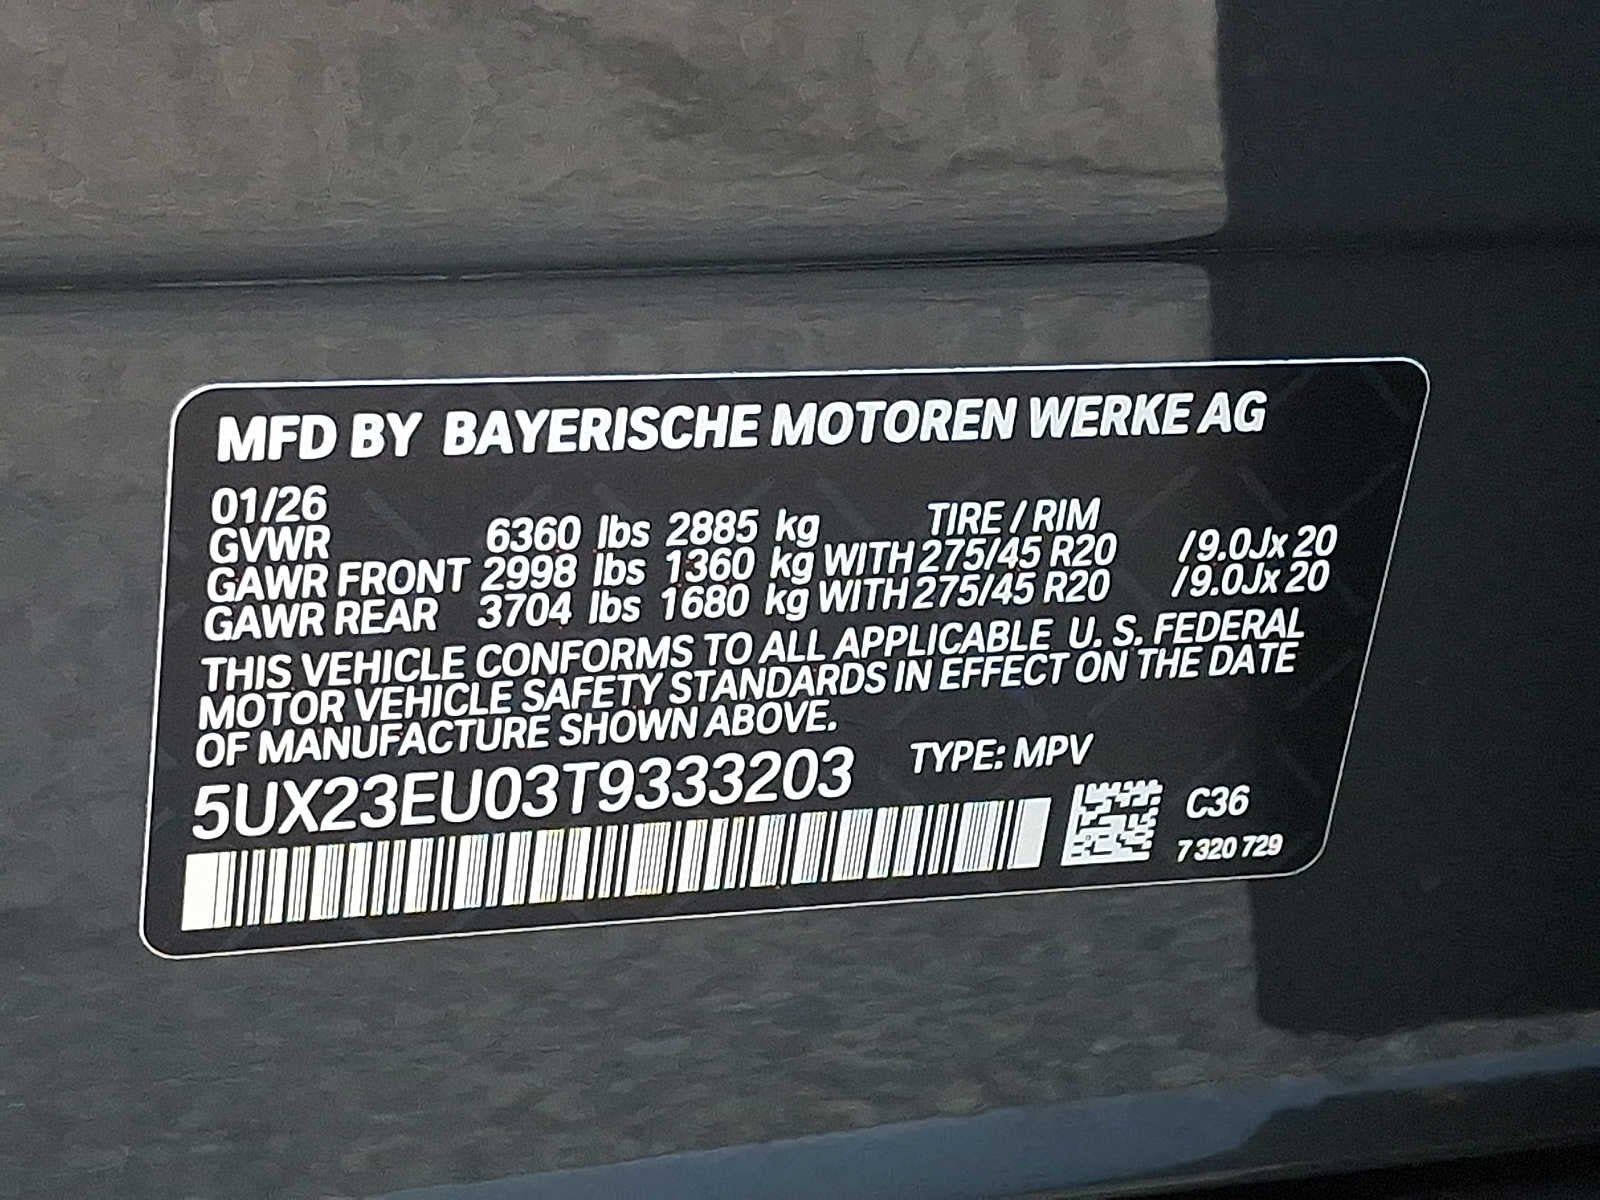 MFD BY BAYERISCHE MOTOREN WERKE AG
01/26
GVWR 6360 lbs 2885 kg TIRE / RIM
GAWR FRONT 2998 lbs 1360 kg WITH 275/45 R20 / 9.0Jx 20
GAWR REAR 3704 lbs 1680 kg WITH 275/45 R20 / 9.0Jx 20
THIS VEHICLE CONFORMS TO ALL APPLICABLE U. S. FEDERAL
MOTOR VEHICLE SAFETY STANDARDS IN EFFECT ON THE DATE
OF MANUFACTURE SHOWN ABOVE.
5UX23EU03T9333203 TYPE: MPV
C36
7 320 729